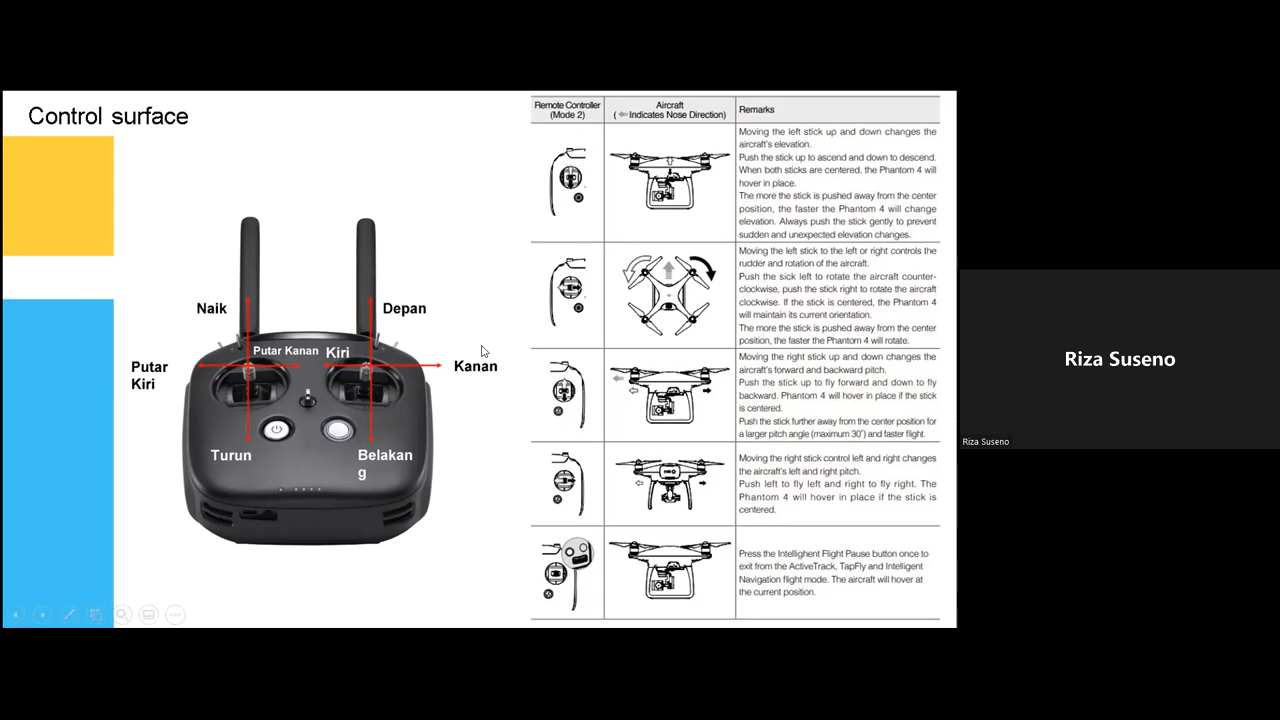 Control surface
Naik
Depan
Putar Kanan
Kiri
Putar
Kiri
Kanan
Turun
Belakan
g
Remote Controller
(Mode 2)
Aircraft
( Indicates Nose Direction)
Remarks
Moving the left stick up and down changes the
aircraft's elevation.
Push the stick up to ascend and down to descend.
When both sticks are centered, the Phantom 4 will
hover in place.
The more the stick is pushed away from the center
position, the faster the Phantom 4 will change
elevation. Always push the stick gently to prevent
sudden and unexpected elevation changes.
Moving the left stick to the left or right controls the
rudder and rotation of the aircraft.
Push the sick left to rotate the aircraft counter-
clockwise, push the stick right to rotate the aircraft
clockwise. If the stick is centered, the Phantom 4
will maintain its current orientation.
The more the stick is pushed away from the center
position, the faster the Phantom 4 will rotate.
Moving the right stick up and down changes the
aircraft's forward and backward pitch.
Push the stick up to fly forward and down to fly
backward. Phantom 4 will hover in place if the stick
is centered.
Push the stick further away from the center position for
a larger pitch angle (maximum 30˚) and faster flight.
Moving the right stick control left and right changes
the aircraft's left and right pitch.
Push left to fly left and right to fly right. The
Phantom 4 will hover in place if the stick is
centered.
Press the Intellighent Flight Pause button once to
exit from the ActiveTrack, TapFly and Intelligent
Navigation flight mode. The aircraft will hover at
the current position.
Riza Suseno
Riza Suseno